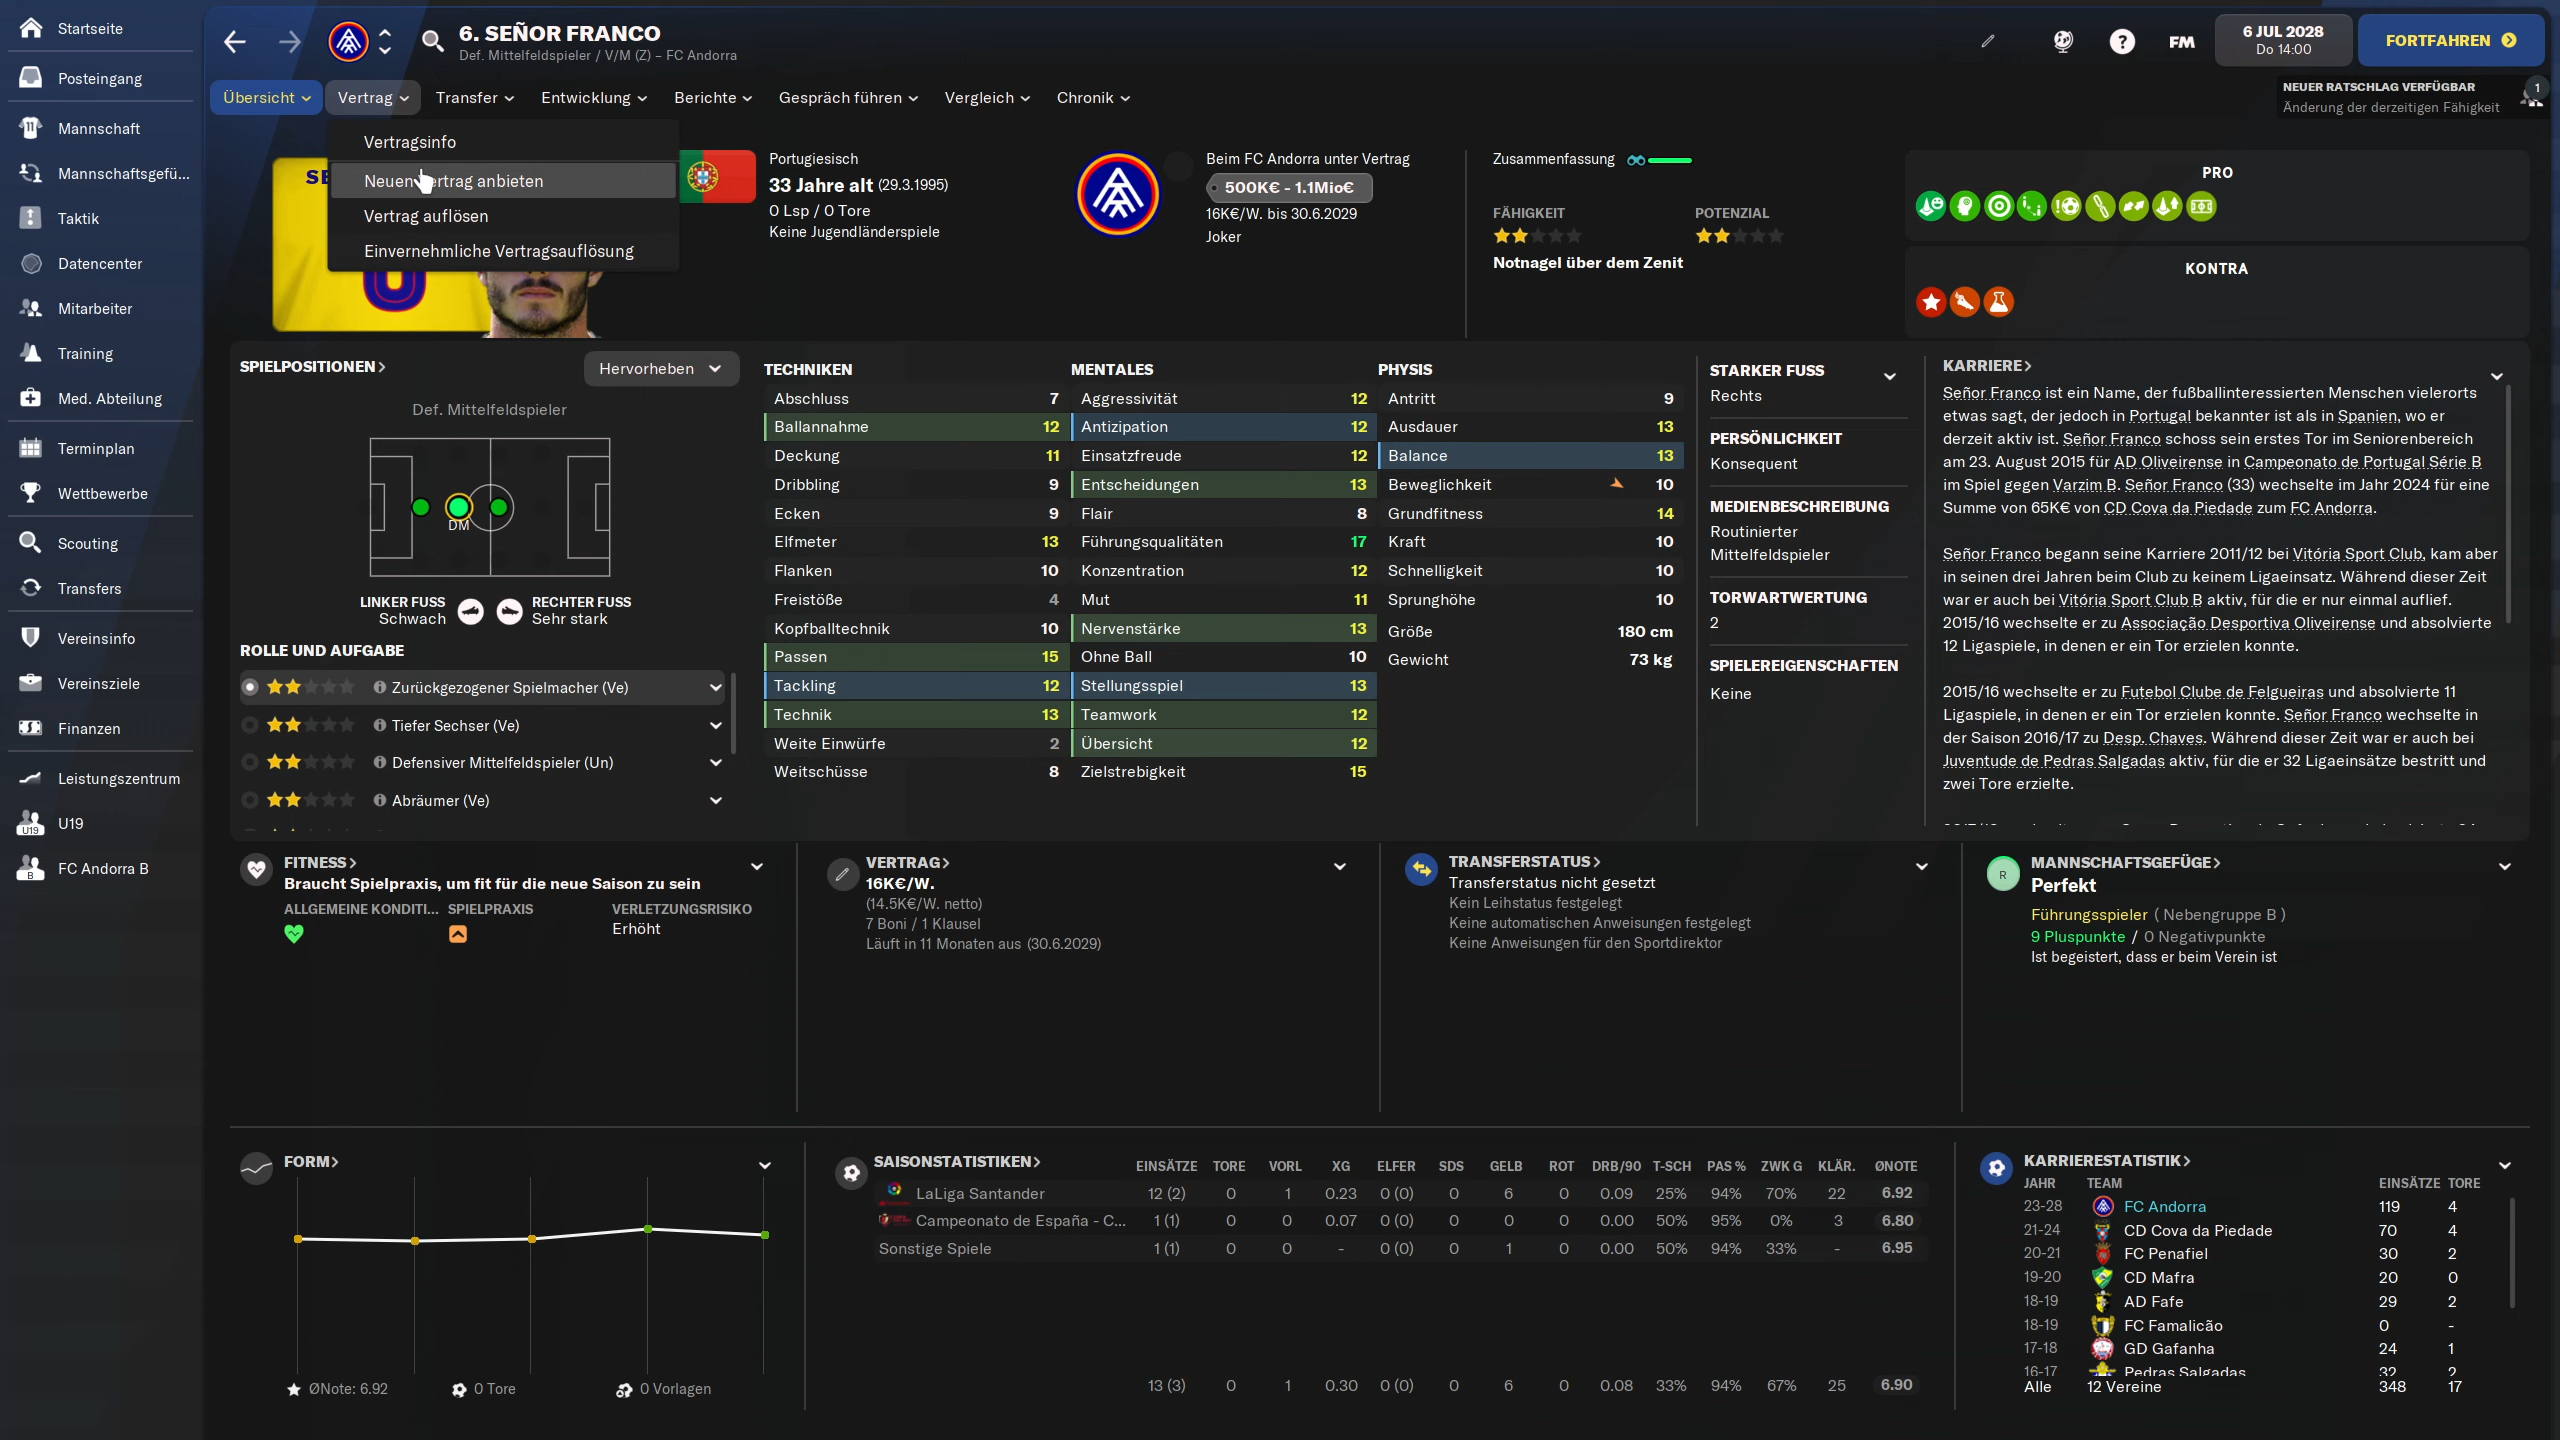 Startseite
Posteingang
Mannschaft
Mannschaftsgefü...
Taktik
Datencenter
Mitarbeiter
Training
Med. Abteilung
Terminplan
Wettbewerbe
Scouting
Transfers
Vereinsinfo
Vereinsziele
Finanzen
Leistungszentrum
U19
U19
B
FC Andorra B
6. SEÑOR FRANCO
Def. Mittelfeldspieler / V/M (Z) – FC Andorra
?
FM
6 JUL 2028
Do 14:00
FORTFAHREN
Übersicht
Vertrag
Transfer
Entwicklung
Berichte
Gespräch führen
Vergleich
Chronik
NEUER RATSCHLAG VERFÜGBAR
Änderung der derzeitigen Fähigkeit
1
Vertragsinfo
Vertrag auflösen
Einvernehmliche Vertragsauflösung
Portugiesisch
33 Jahre alt (29.3.1995)
0 Lsp / 0 Tore
Keine Jugendländerspiele
Beim FC Andorra unter Vertrag
500K€ - 1.1Mio€
16K€/W. bis 30.6.2029
Joker
Zusammenfassung
FÄHIGKEIT
POTENZIAL
Notnagel über dem Zenit
PRO
KONTRA
SPIELPOSITIONEN
Hervorheben
Def. Mittelfeldspieler
DM
LINKER FUSS
Schwach
RECHTER FUSS
Sehr stark
ROLLE UND AUFGABE
Zurückgezogener Spielmacher (Ve)
Tiefer Sechser (Ve)
Defensiver Mittelfeldspieler (Un)
Abräumer (Ve)
TECHNIKEN
Abschluss 7
Ballannahme 12
Deckung 11
Dribbling 9
Ecken 9
Elfmeter 13
Flanken 10
Freistöße 4
Kopfballtechnik 10
Passen 15
Tackling 12
Technik 13
Weite Einwürfe 2
Weitschüsse 8
MENTALES
Aggressivität 12
Antizipation 12
Einsatzfreude 12
Entscheidungen 13
Flair 8
Führungsqualitäten 17
Konzentration 12
Mut 11
Nervenstärke 13
Ohne Ball 10
Stellungsspiel 13
Teamwork 12
Übersicht 12
Zielstrebigkeit 15
PHYSIS
Antritt 9
Ausdauer 13
Balance 13
Beweglichkeit 10
Grundfitness 14
Kraft 10
Schnelligkeit 10
Sprunghöhe 10
Größe 180 cm
Gewicht 73 kg
STARKER FUSS
Rechts
PERSÖNLICHKEIT
Konsequent
MEDIENBESCHREIBUNG
Routinierter
Mittelfeldspieler
TORWARTWERTUNG
2
SPIELEREIGENSCHAFTEN
Keine
KARRIERE
Señor Franco ist ein Name, der fußballinteressierten Menschen vielerorts
etwas sagt, der jedoch in Portugal bekannter ist als in Spanien, wo er
derzeit aktiv ist. Señor Franco schoss sein erstes Tor im Seniorenbereich
am 23. August 2015 für AD Oliveirense in Campeonato de Portugal Série B
im Spiel gegen Varzim B. Señor Franco (33) wechselte im Jahr 2024 für eine
Summe von 65K€ von CD Cova da Piedade zum FC Andorra.
Señor Franco begann seine Karriere 2011/12 bei Vitória Sport Club, kam aber
in seinen drei Jahren beim Club zu keinem Ligaeinsatz. Während dieser Zeit
war er auch bei Vitória Sport Club B aktiv, für die er nur einmal auflief.
2015/16 wechselte er zu Associação Desportiva Oliveirense und absolvierte
12 Ligaspiele, in denen er ein Tor erzielen konnte.
2015/16 wechselte er zu Futebol Clube de Felgueiras und absolvierte 11
Ligaspiele, in denen er ein Tor erzielen konnte. Señor Franco wechselte in
der Saison 2016/17 zu Desp. Chaves. Während dieser Zeit war er auch bei
Juventude de Pedras Salgadas aktiv, für die er 32 Ligaeinsätze bestritt und
zwei Tore erzielte.
FITNESS
Braucht Spielpraxis, um fit für die neue Saison zu sein
ALLGEMEINE KONDITI... SPIELPRAXIS VERLETZUNGSRISIKO
Erhöht
VERTRAG
16K€/W.
(14.5K€/W. netto)
7 Boni / 1 Klausel
Läuft in 11 Monaten aus (30.6.2029)
TRANSFERSTATUS
Transferstatus nicht gesetzt
Kein Leihstatus festgelegt
Keine automatischen Anweisungen festgelegt
Keine Anweisungen für den Sportdirektor
R
MANNSCHAFTSGEFÜGE
Perfekt
Führungsspieler ( Nebengruppe B )
9 Pluspunkte / 0 Negativpunkte
Ist begeistert, dass er beim Verein ist
FORM
ØNote: 6.92
0 Tore
0 Vorlagen
SAISONSTATISTIKEN EINSÄTZE TORE VORL XG ELFER SDS GELB ROT DRB/90 T-SCH PAS % ZWK G KLÄR. ØNOTE
LaLiga Santander 12 (2) 0 1 0.23 0 (0) 0 6 0 0.09 25% 94% 70% 22 6.92
Campeonato de España - C... 1 (1) 0 0 0.07 0 (0) 0 0 0 0.00 50% 95% 0% 3 6.80
Sonstige Spiele 1 (1) 0 0 - 0 (0) 0 1 0 0.00 50% 94% 33% - 6.95
13 (3) 0 1 0.30 0 (0) 0 6 0 0.08 33% 94% 67% 25 6.90
KARRIERESTATISTIK
JAHR TEAM EINSÄTZE TORE
23-28 FC Andorra 119 4
21-24 CD Cova da Piedade 70 4
20-21 FC Penafiel 30 2
19-20 CD Mafra 20 0
18-19 AD Fafe 29 2
18-19 FC Famalicão 0 -
17-18 GD Gafanha 24 1
16-17 Pedras Salgadas 32 2
Alle 12 Vereine 348 17